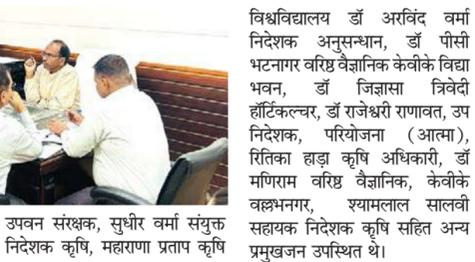 उपवन संरक्षक, सुधीर वर्मा संयुक्त
निदेशक कृषि, महाराणा प्रताप कृषि
विश्वविद्यालय डॉ अरविंद वर्मा
निदेशक अनुसन्धान, डॉ पीसी
भटनागर वरिष्ठ वैज्ञानिक केवीके विद्या
भवन, डॉ जिज्ञासा त्रिवेदी
हॉर्टिकल्चर, डॉ राजेश्वरी राणावत, उप
निदेशक, परियोजना (आत्मा),
रितिका हाड़ा कृषि अधिकारी, डॉ
मणिराम वरिष्ठ वैज्ञानिक, केवीके
वल्लभनगर, श्यामलाल सालवी
सहायक निदेशक कृषि सहित अन्य
प्रमुखजन उपस्थित थे।